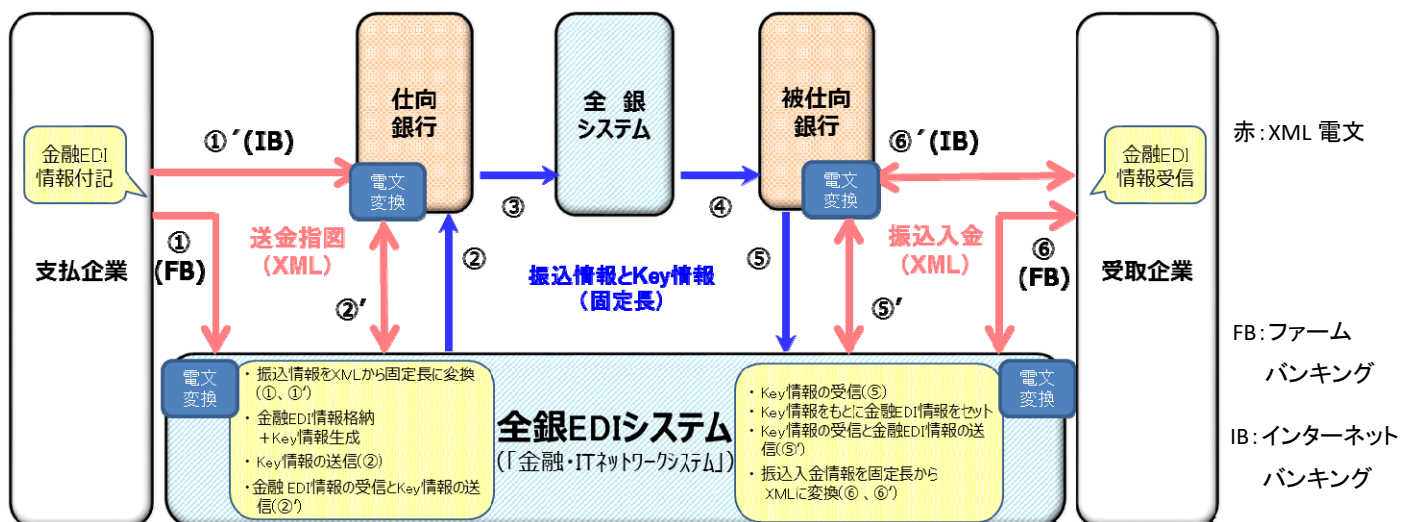 金融EDI
情報付記
支払企業
①´(IB)
①
(FB)
送金指図
(XML)
仕向
銀行
電文
変換
②
②′
③
全 銀
システム
④
振込情報とKey情報
(固定長)
被仕向
銀行
電文
変換
⑤
⑤′
⑥´(IB)
振込入金
(XML)
⑥
(FB)
金融EDI
情報受信
受取企業
電文
変換
・ 振込情報をXMLから固定長に変換
(①、①′)
・ 金融EDI情報格納
+Key情報生成
・ Key情報の送信(②)
・金融 EDI情報の受信とKey情報の送
信(②′)
全銀EDIシステム
(「金融・ITネットワークシステム」)
・ Key情報の受信(⑤)
・ Key情報をもとに金融EDI情報をセット
・ Key情報の受信と金融EDI情報の送
信(⑤′)
・ 振込入金情報を固定長から
XMLに変換(⑥、⑥′)
電文
変換
赤：XML 電文
FB：ファーム
バンキング
IB：インターネット
バンキング